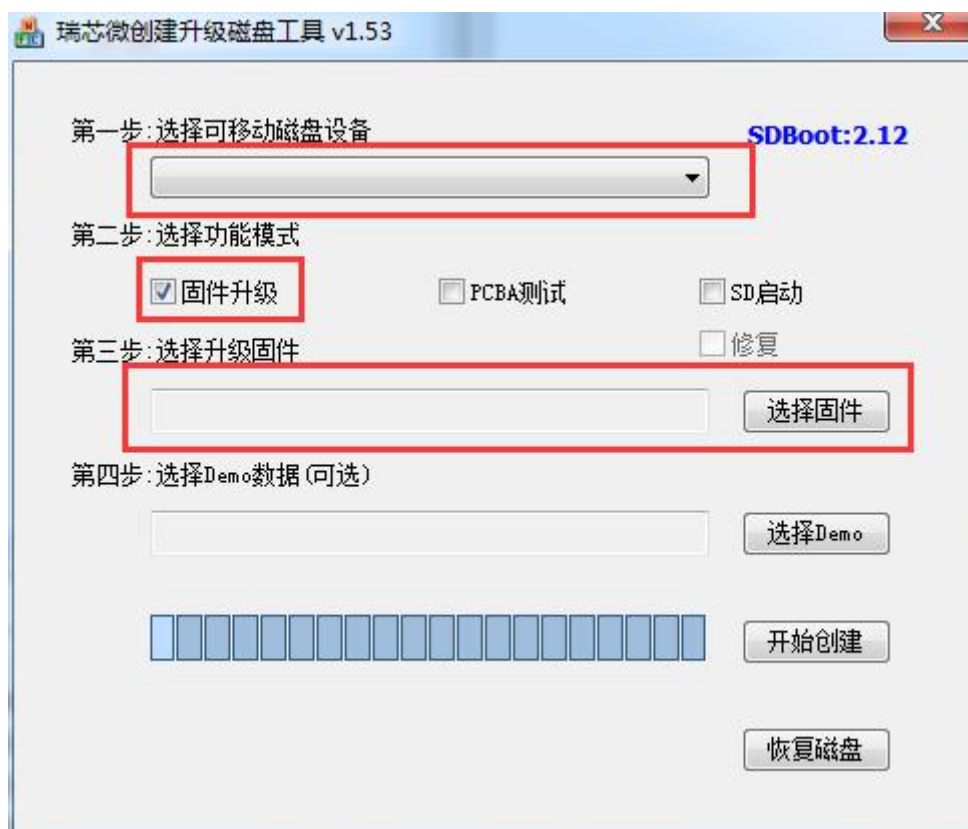 瑞芯微创建升级磁盘工具 v1.53
第一步:选择可移动磁盘设备
SDBoot:2.12
第二步:选择功能模式
固件升级 PCBA测试 SD启动
修复
第三步:选择升级固件
选择固件
第四步:选择Demo数据(可选)
选择Demo
开始创建
恢复磁盘